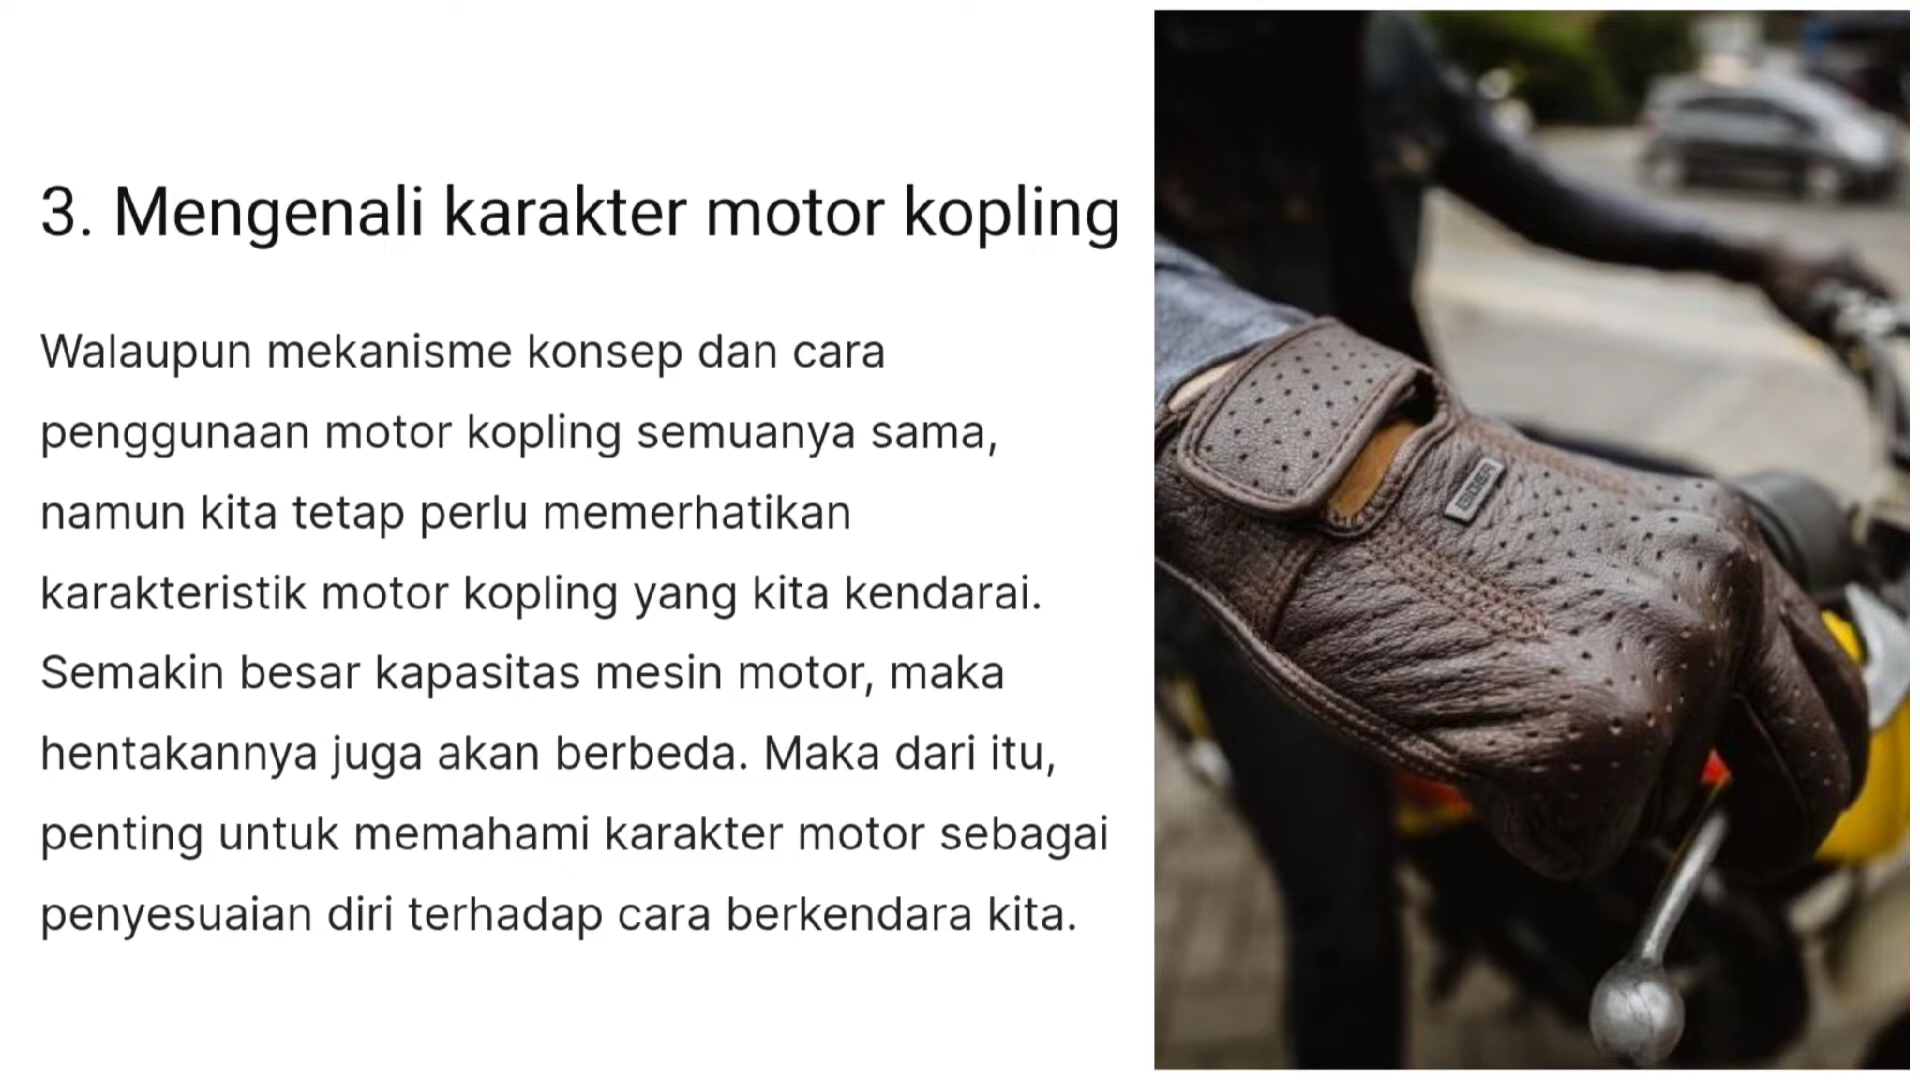 3. Mengenali karakter motor kopling
Walaupun mekanisme konsep dan cara
penggunaan motor kopling semuanya sama,
namun kita tetap perlu memerhatikan
karakteristik motor kopling yang kita kendarai.
Semakin besar kapasitas mesin motor, maka
hentakannya juga akan berbeda. Maka dari itu,
penting untuk memahami karakter motor sebagai
penyesuaian diri terhadap cara berkendara kita.